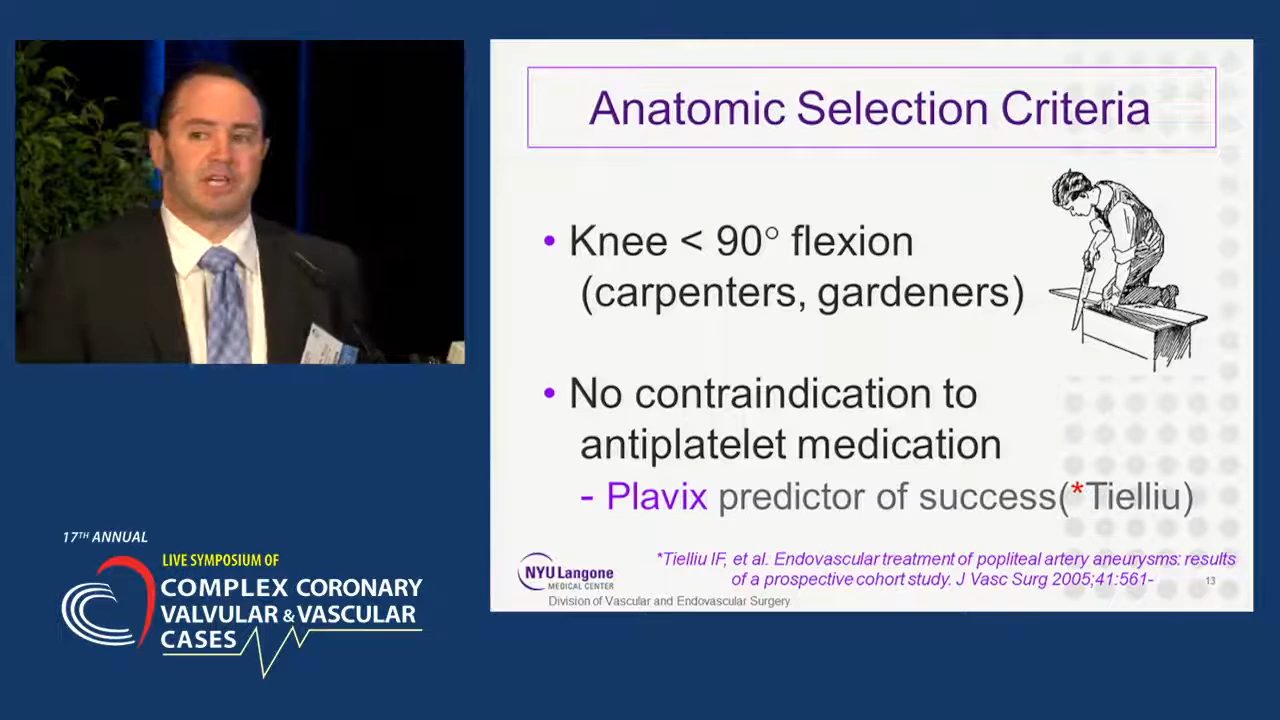 Anatomic Selection Criteria
• Knee < 90° flexion
(carpenters, gardeners)
• No contraindication to
antiplatelet medication
- Plavix predictor of success(*Tielliu)
*Tielliu IF, et al. Endovascular treatment of popliteal artery aneurysms: results
of a prospective cohort study. J Vasc Surg 2005;41:561-
13
NYU Langone
MEDICAL CENTER
Division of Vascular and Endovascular Surgery
17TH ANNUAL
LIVE SYMPOSIUM OF
COMPLEX CORONARY
VALVULAR & VASCULAR
CASES